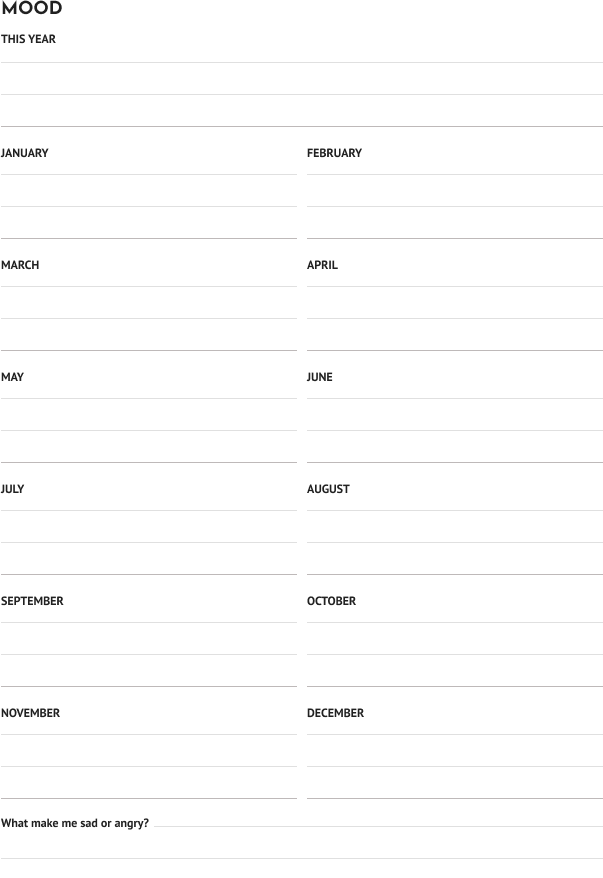 MOOD
THIS YEAR
JANUARY
FEBRUARY
MARCH
APRIL
MAY
JUNE
JULY
AUGUST
SEPTEMBER
OCTOBER
NOVEMBER
DECEMBER
What make me sad or angry?